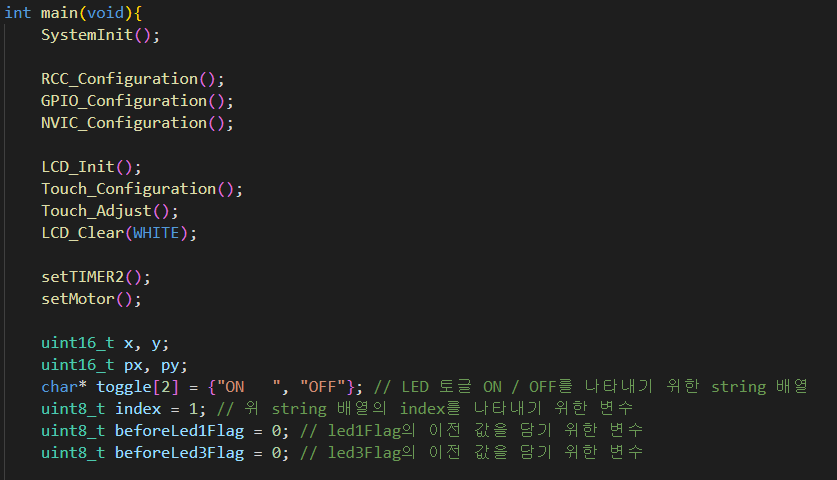 int main(void){
    SystemInit();

    RCC_Configuration();
    GPIO_Configuration();
    NVIC_Configuration();

    LCD_Init();
    Touch_Configuration();
    Touch_Adjust();
    LCD_Clear(WHITE);

    setTIMER2();
    setMotor();

    uint16_t x, y;
    uint16_t px, py;
    char* toggle[2] = {"ON   ", "OFF"}; // LED 토글 ON / OFF를 나타내기 위한 string 배열
    uint8_t index = 1; // 위 string 배열의 index를 나타내기 위한 변수
    uint8_t beforeLed1Flag = 0; // led1Flag의 이전 값을 담기 위한 변수
    uint8_t beforeLed3Flag = 0; // led3Flag의 이전 값을 담기 위한 변수